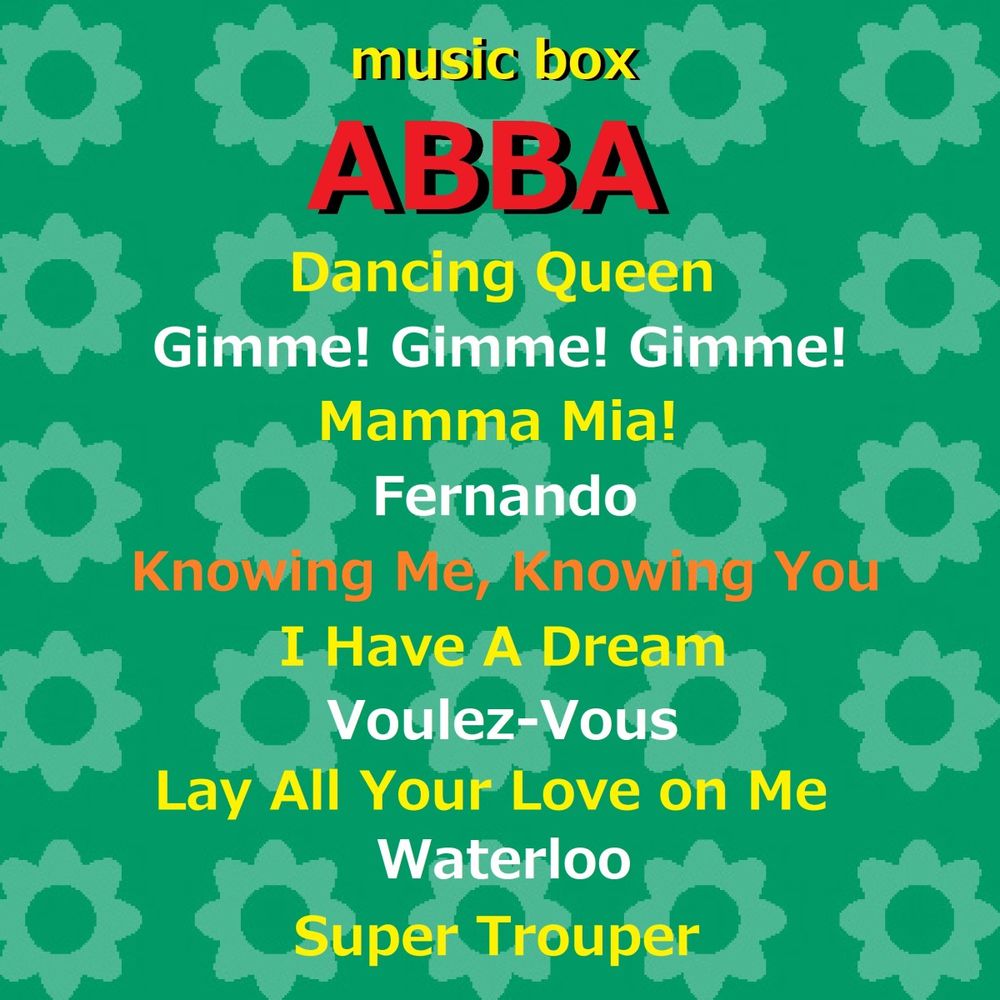 music box
ABBA
Dancing Queen
Gimme! Gimme! Gimme!
Mamma Mia!
Fernando
Knowing Me, Knowing You
I Have A Dream
Voulez-Vous
Lay All Your Love on Me
Waterloo
Super Trouper